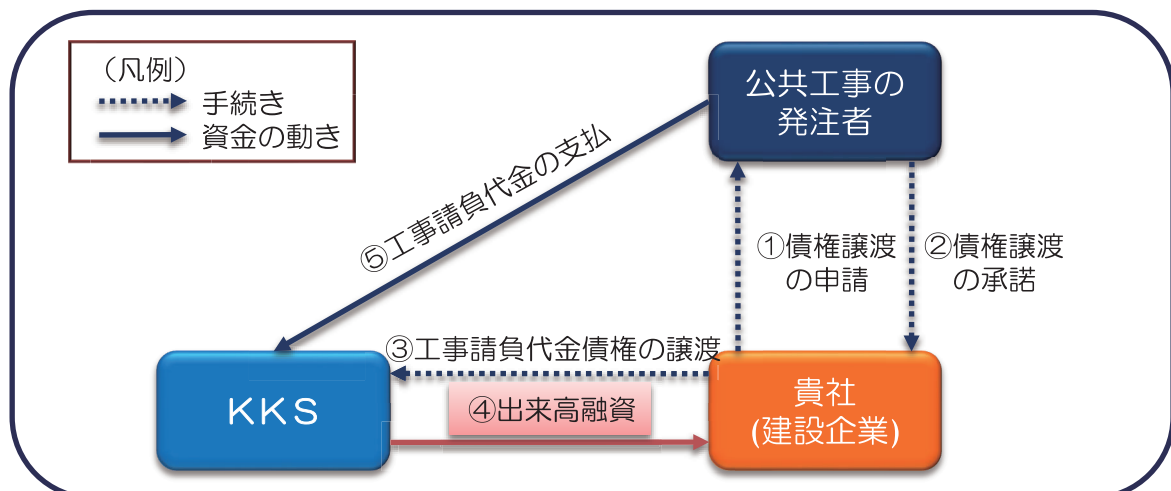 (凡例)
手続き
資金の動き
公共工事の
発注者
⑤工事請負代金の支払
①債権譲渡
の申請
②債権譲渡
の承諾
③工事請負代金債権の譲渡
KKS
④出来高融資
貴社
(建設企業)